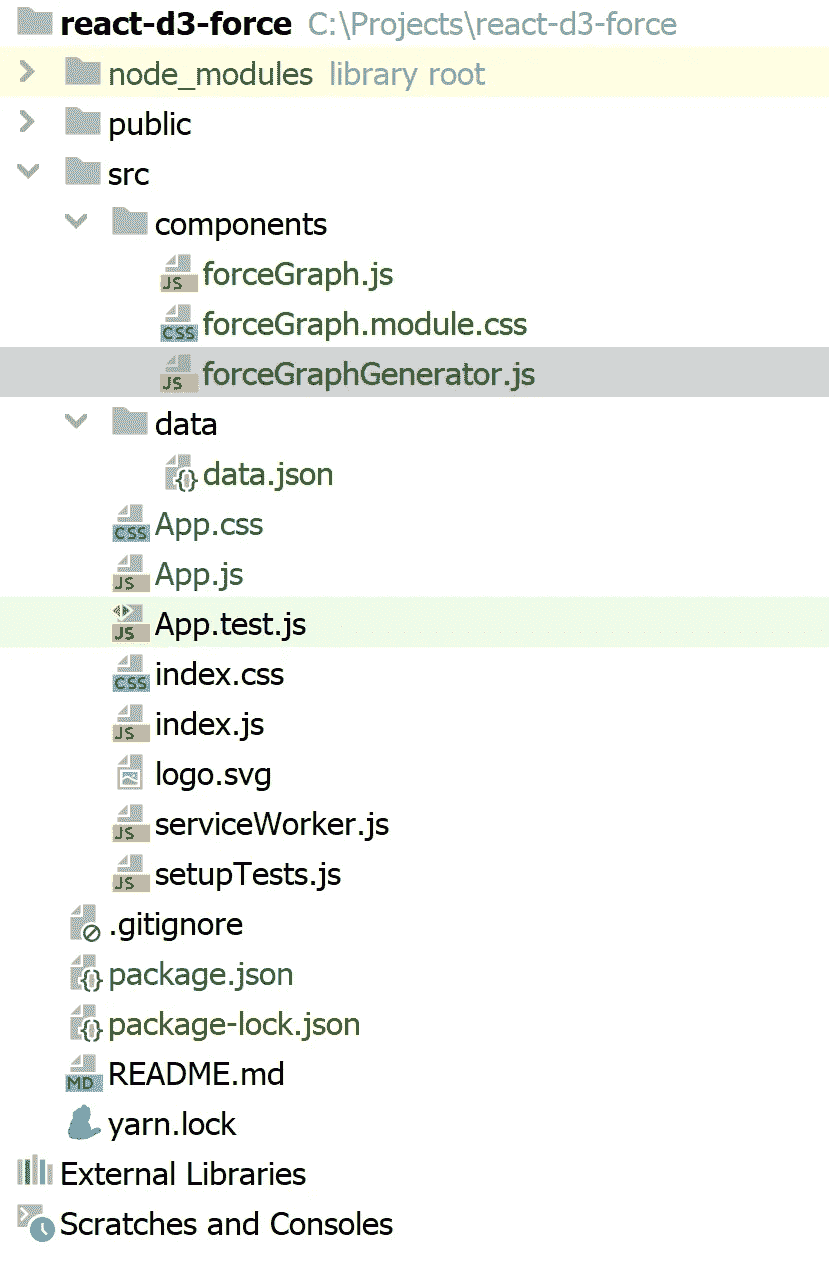 react-d3-force C:\Projects\react-d3-force
node_modules library root
public
src
components
JS forceGraph.js
CSS forceGraph.module.css
JS forceGraphGenerator.js
data
{} data.json
CSS App.css
JS App.js
JS App.test.js
CSS index.css
JS index.js
logo.svg
JS serviceWorker.js
JS setupTests.js
.gitignore
{} package.json
{} package-lock.json
MD README.md
yarn.lock
External Libraries
Scratches and Consoles